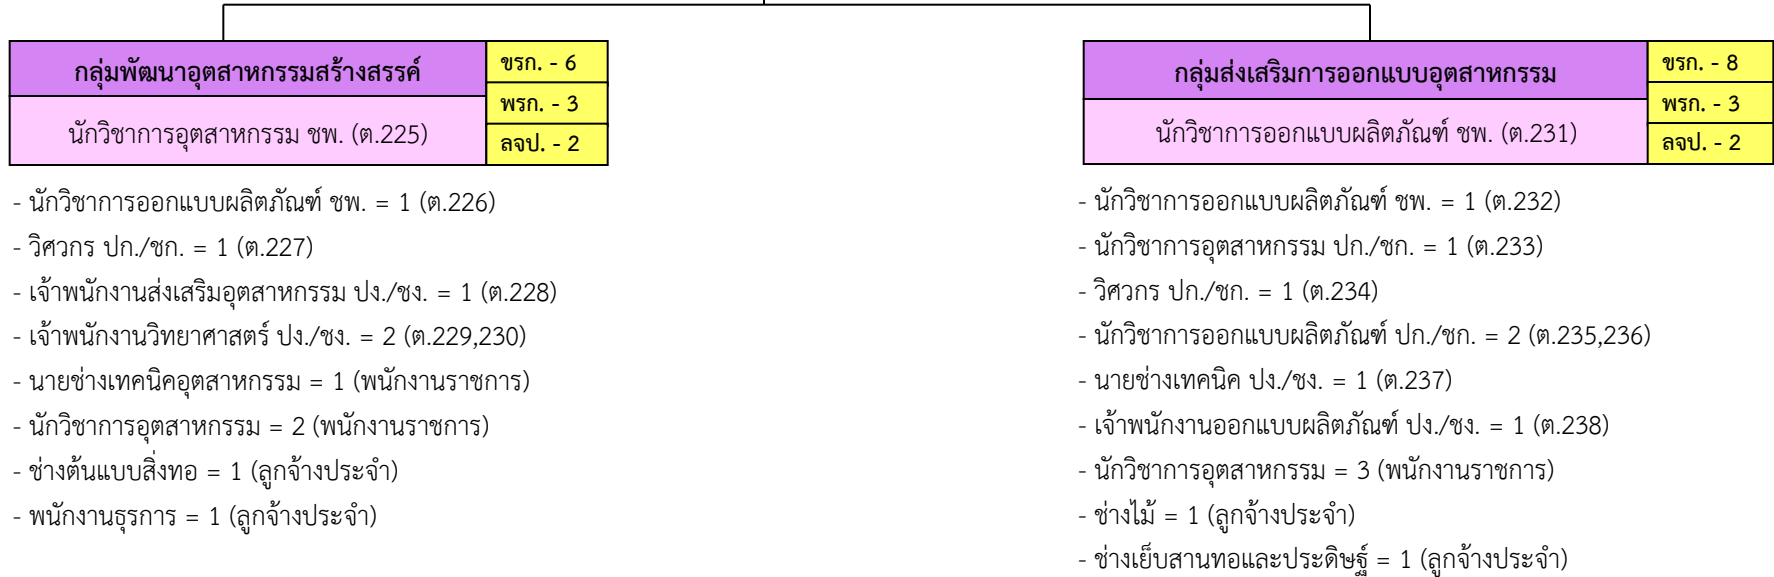 กลุ่มพัฒนาอุตสาหกรรมสร้างสรรค์
ขรก. - 6
พรก. - 3
นักวิชาการอุตสาหกรรม ชพ. (ต.225)
ลจป. - 2
- นักวิชาการออกแบบผลิตภัณฑ์ ชพ. = 1 (ต.226)
- วิศวกร ปก./ชก. = 1 (ต.227)
- เจ้าพนักงานส่งเสริมอุตสาหกรรม ปง./ชง. = 1 (ต.228)
- เจ้าพนักงานวิทยาศาสตร์ ปง./ชง. = 2 (ต.229,230)
- นายช่างเทคนิคอุตสาหกรรม = 1 (พนักงานราชการ)
- นักวิชาการอุตสาหกรรม = 2 (พนักงานราชการ)
- ช่างต้นแบบสิ่งทอ = 1 (ลูกจ้างประจำ)
- พนักงานธุรการ = 1 (ลูกจ้างประจำ)
กลุ่มส่งเสริมการออกแบบอุตสาหกรรม
ขรก. - 8
พรก. - 3
นักวิชาการออกแบบผลิตภัณฑ์ ชพ. (ต.231)
ลจป. - 2
- นักวิชาการออกแบบผลิตภัณฑ์ ชพ. = 1 (ต.232)
- นักวิชาการอุตสาหกรรม ปก./ชก. = 1 (ต.233)
- วิศวกร ปก./ชก. = 1 (ต.234)
- นักวิชาการออกแบบผลิตภัณฑ์ ปก./ชก. = 2 (ต.235,236)
- นายช่างเทคนิค ปง./ชง. = 1 (ต.237)
- เจ้าพนักงานออกแบบผลิตภัณฑ์ ปง./ชง. = 1 (ต.238)
- นักวิชาการอุตสาหกรรม = 3 (พนักงานราชการ)
- ช่างไม้ = 1 (ลูกจ้างประจำ)
- ช่างเย็บสานทอและประดิษฐ์ = 1 (ลูกจ้างประจำ)